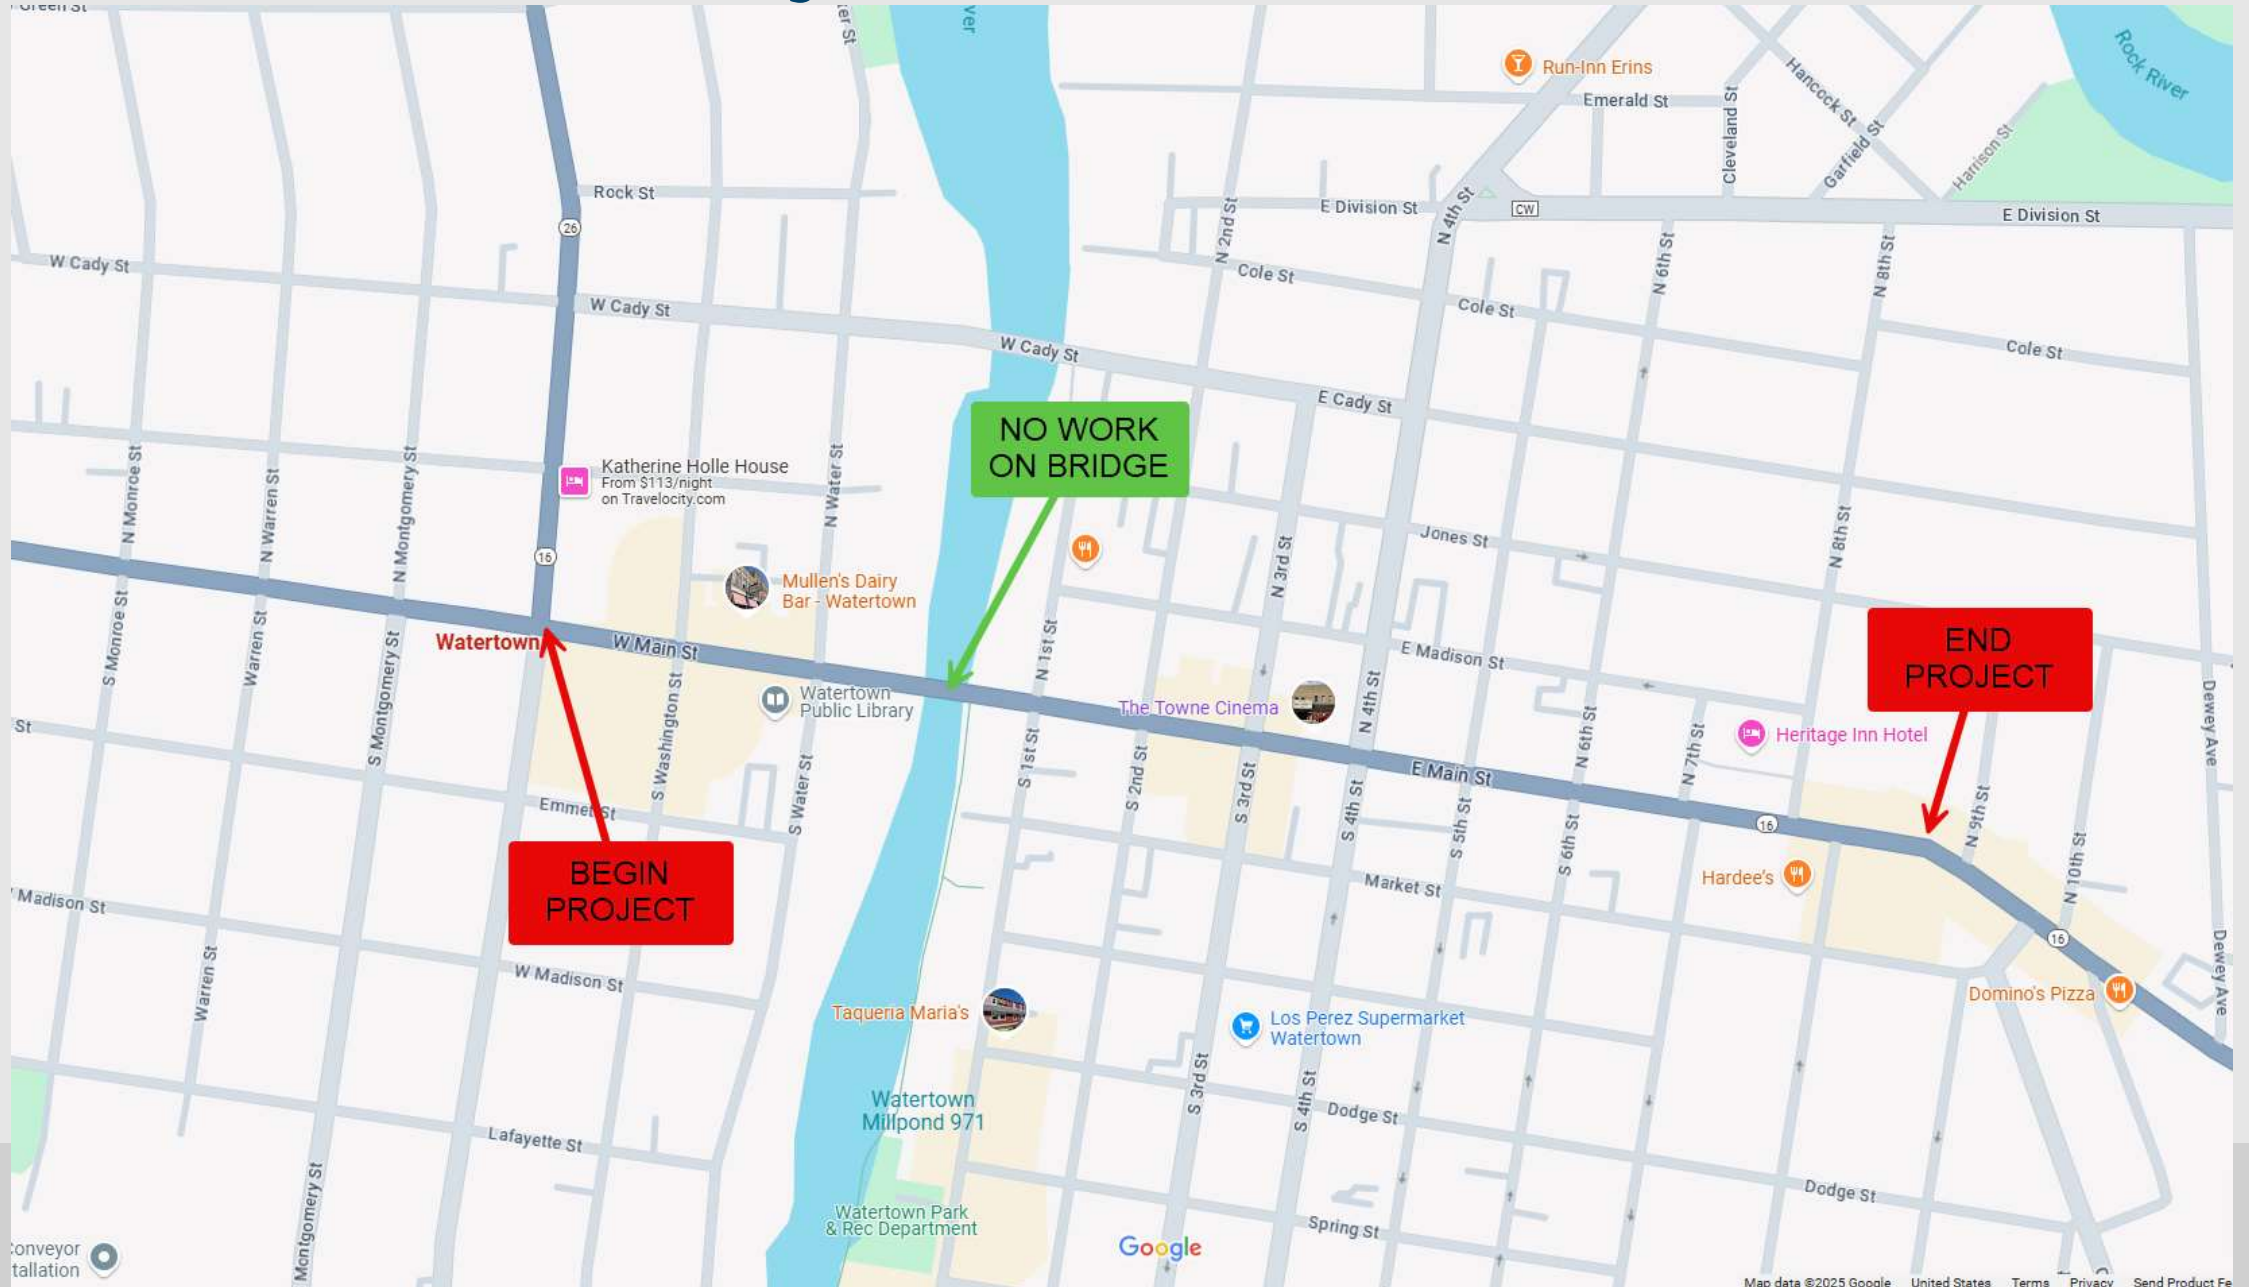 Rock River
Run-Inn Erins
Emerald St
Cleveland St
Hancock St
Garfield St
Harrison St
Rock St
26
N 2nd St
E Division St
N 4th St
CW
E Division St
W Cady St
W Cady St
Cole St
N 6th St
N 8th St
Cole St
Cole St
W Cady St
E Cady St
NO WORK
ON BRIDGE
N Monroe St
N Warren St
N Montgomery St
Katherine Holle House
From $113/night
on Travelocity.com
N Water St
16
Jones St
N 3rd St
N 8th St
Mullen's Dairy
Bar - Watertown
S Monroe St
Warren St
S Montgomery St
Watertown
W Main St
N 1st St
E Madison St
END
PROJECT
Watertown
Public Library
S Washington St
The Towne Cinema
N 4th St
N 6th St
N 7th St
Heritage Inn Hotel
Dewey Ave
St
S Water St
S 1st St
S 2nd St
S 3rd St
E Main St
S 4th St
S 5th St
S 6th St
16
N 9th St
Emmet St
BEGIN
PROJECT
Market St
Hardee's
N 10th St
Madison St
Warren St
W Madison St
16
Dewey Ave
Domino's Pizza
Taqueria Maria's
Los Perez Supermarket
Watertown
S 3rd St
S 4th St
Watertown
Millpond 971
Dodge St
Lafayette St
Montgomery St
Dodge St
Watertown Park
& Rec Department
Spring St
Google
Map data ©2025 Google United States Terms Privacy Send Product Fe